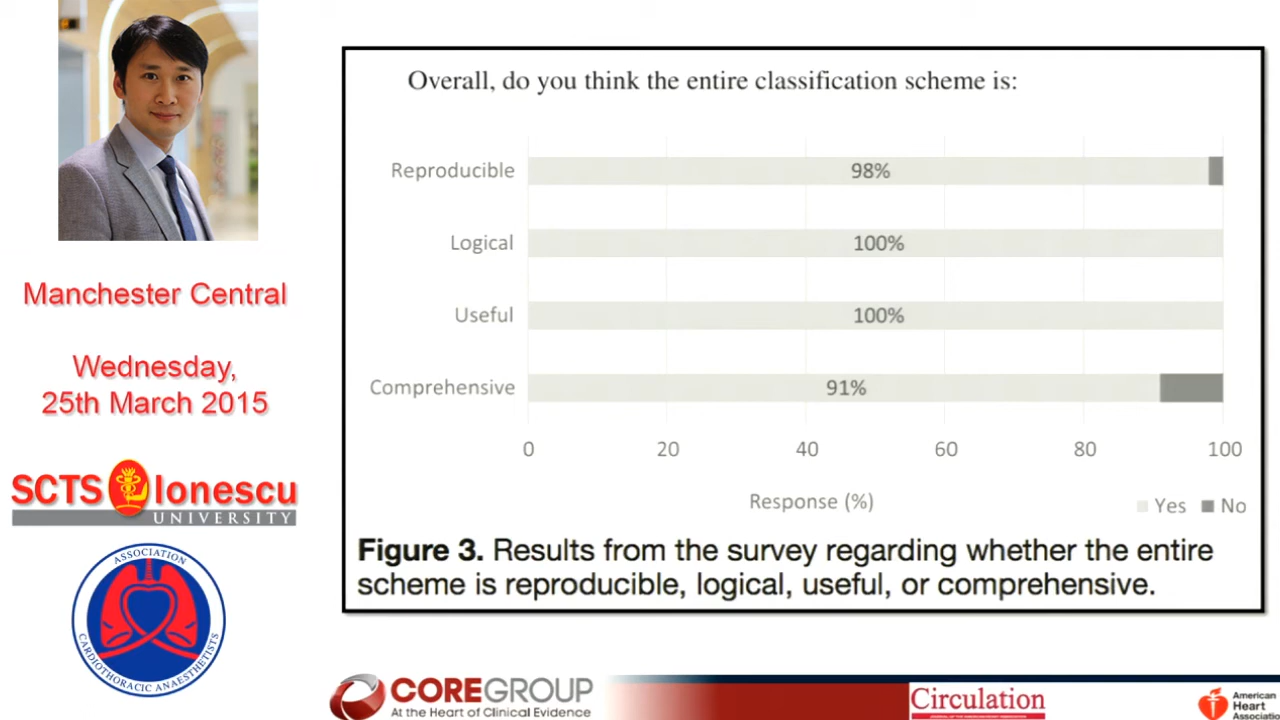 Manchester Central
Wednesday,
25th March 2015
SCTS Ionescu
UNIVERSITY
ASSOCIATION
CARDIOTHORACIC ANAESTHETISTS
Overall, do you think the entire classification scheme is:
Reproducible 98%
Logical 100%
Useful 100%
Comprehensive 91%
0 20 40 60 80 100
Response (%)
Yes No
Figure 3. Results from the survey regarding whether the entire
scheme is reproducible, logical, useful, or comprehensive.
COREGROUP
At the Heart of Clinical Evidence
Circulation
American
Heart
Associatio